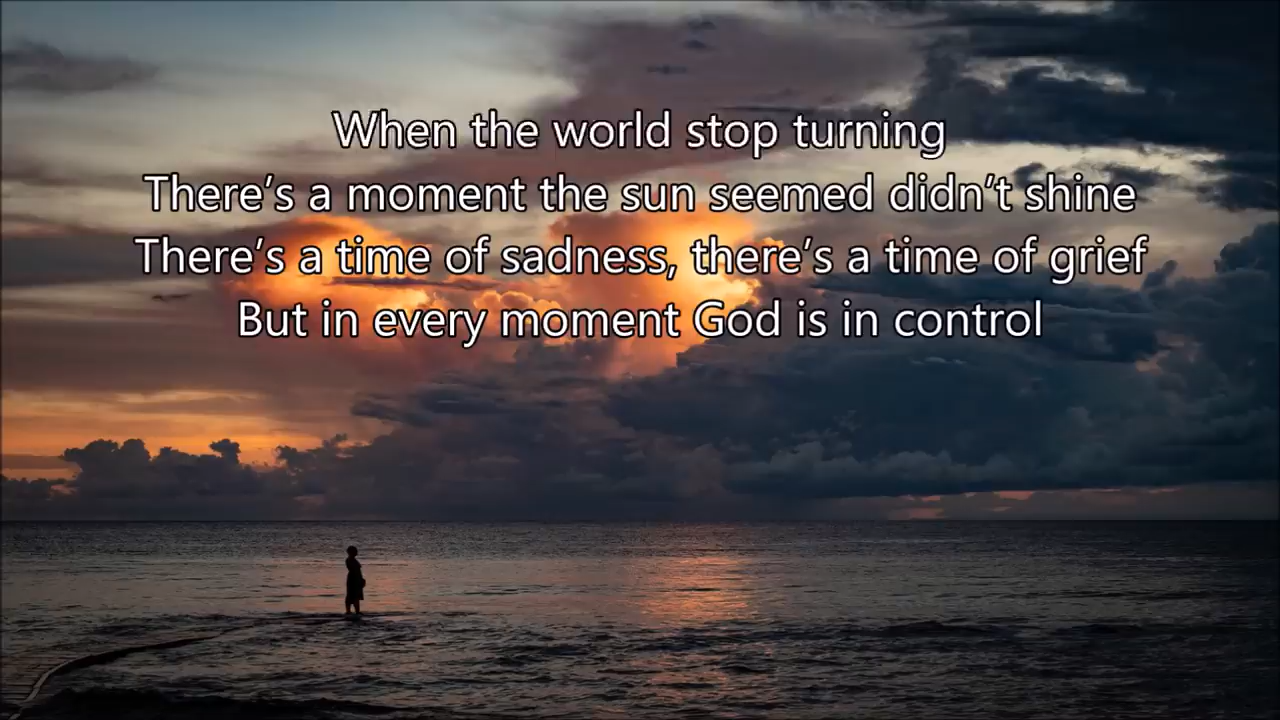 When the world stop turning
There’s a moment the sun seemed didn’t shine
There’s a time of sadness, there’s a time of grief
But in every moment God is in control